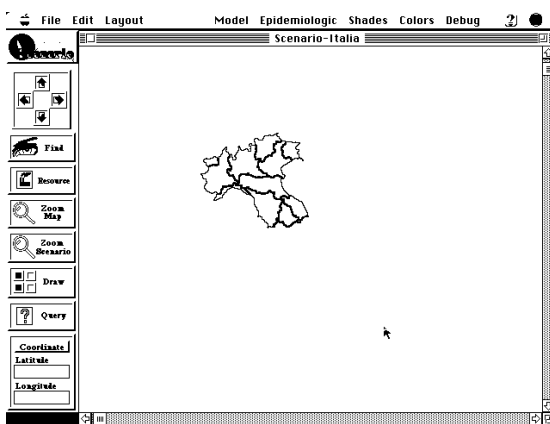 File Edit Layout Model Epidemiologic Shades Colors Debug
Scenario-Italia
Scenario
Find
Resource
Zoom
Map
Zoom
Scenario
Draw
Query
Coordinate
Latitude
Longitude